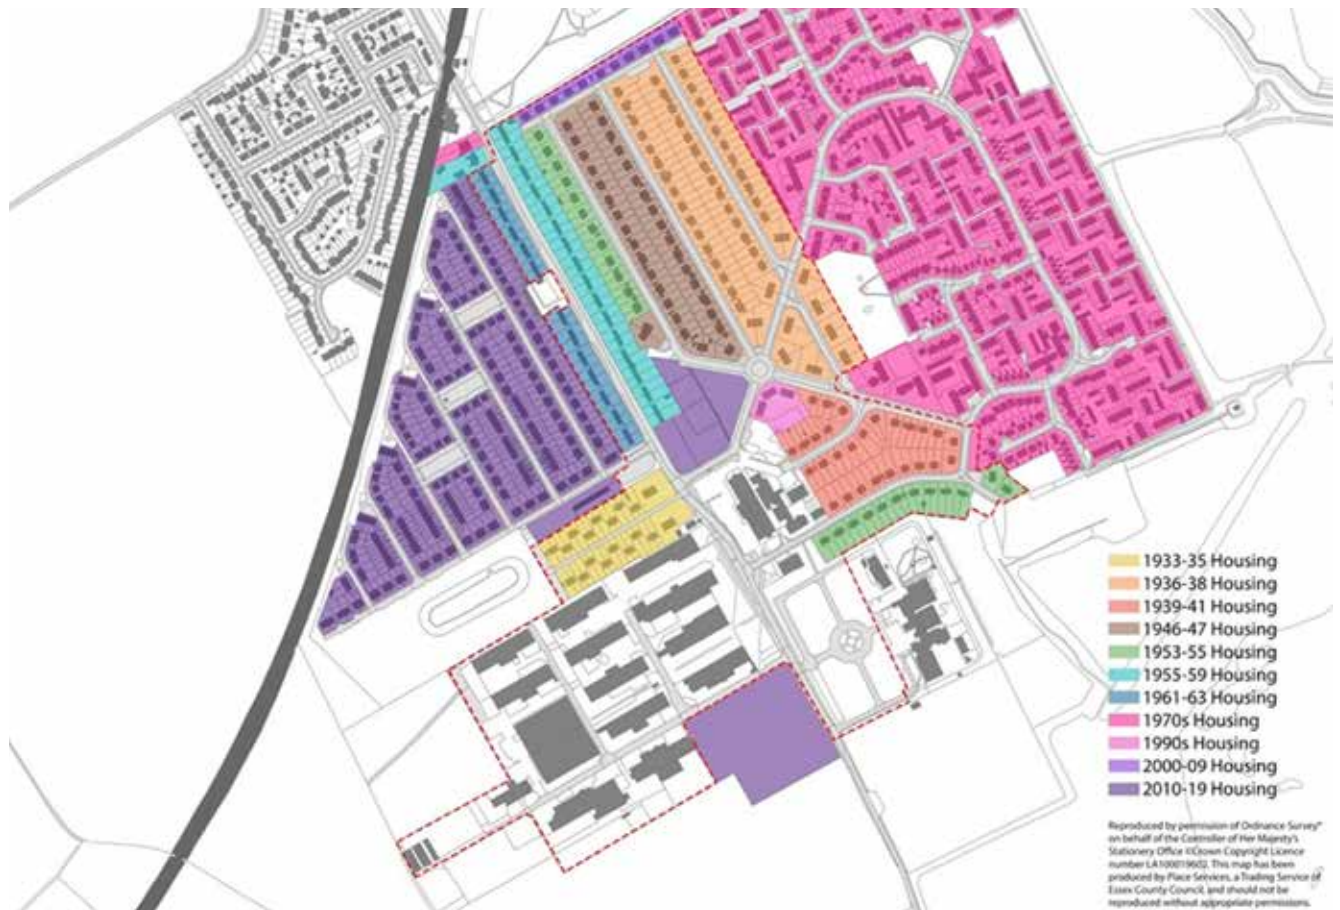 1933-35 Housing
1936-38 Housing
1939-41 Housing
1946-47 Housing
1953-55 Housing
1955-59 Housing
1961-63 Housing
1970s Housing
1990s Housing
2000-09 Housing
2010-19 Housing
Reproduced by permission of Ordnance Survey®
on behalf of the Controller of Her Majesty's
Stationery Office ©Crown Copyright Licence
number LA100019602. This map has been
produced by Place Services, a Trading Service of
Essex County Council, and should not be
reproduced without appropriate permissions.